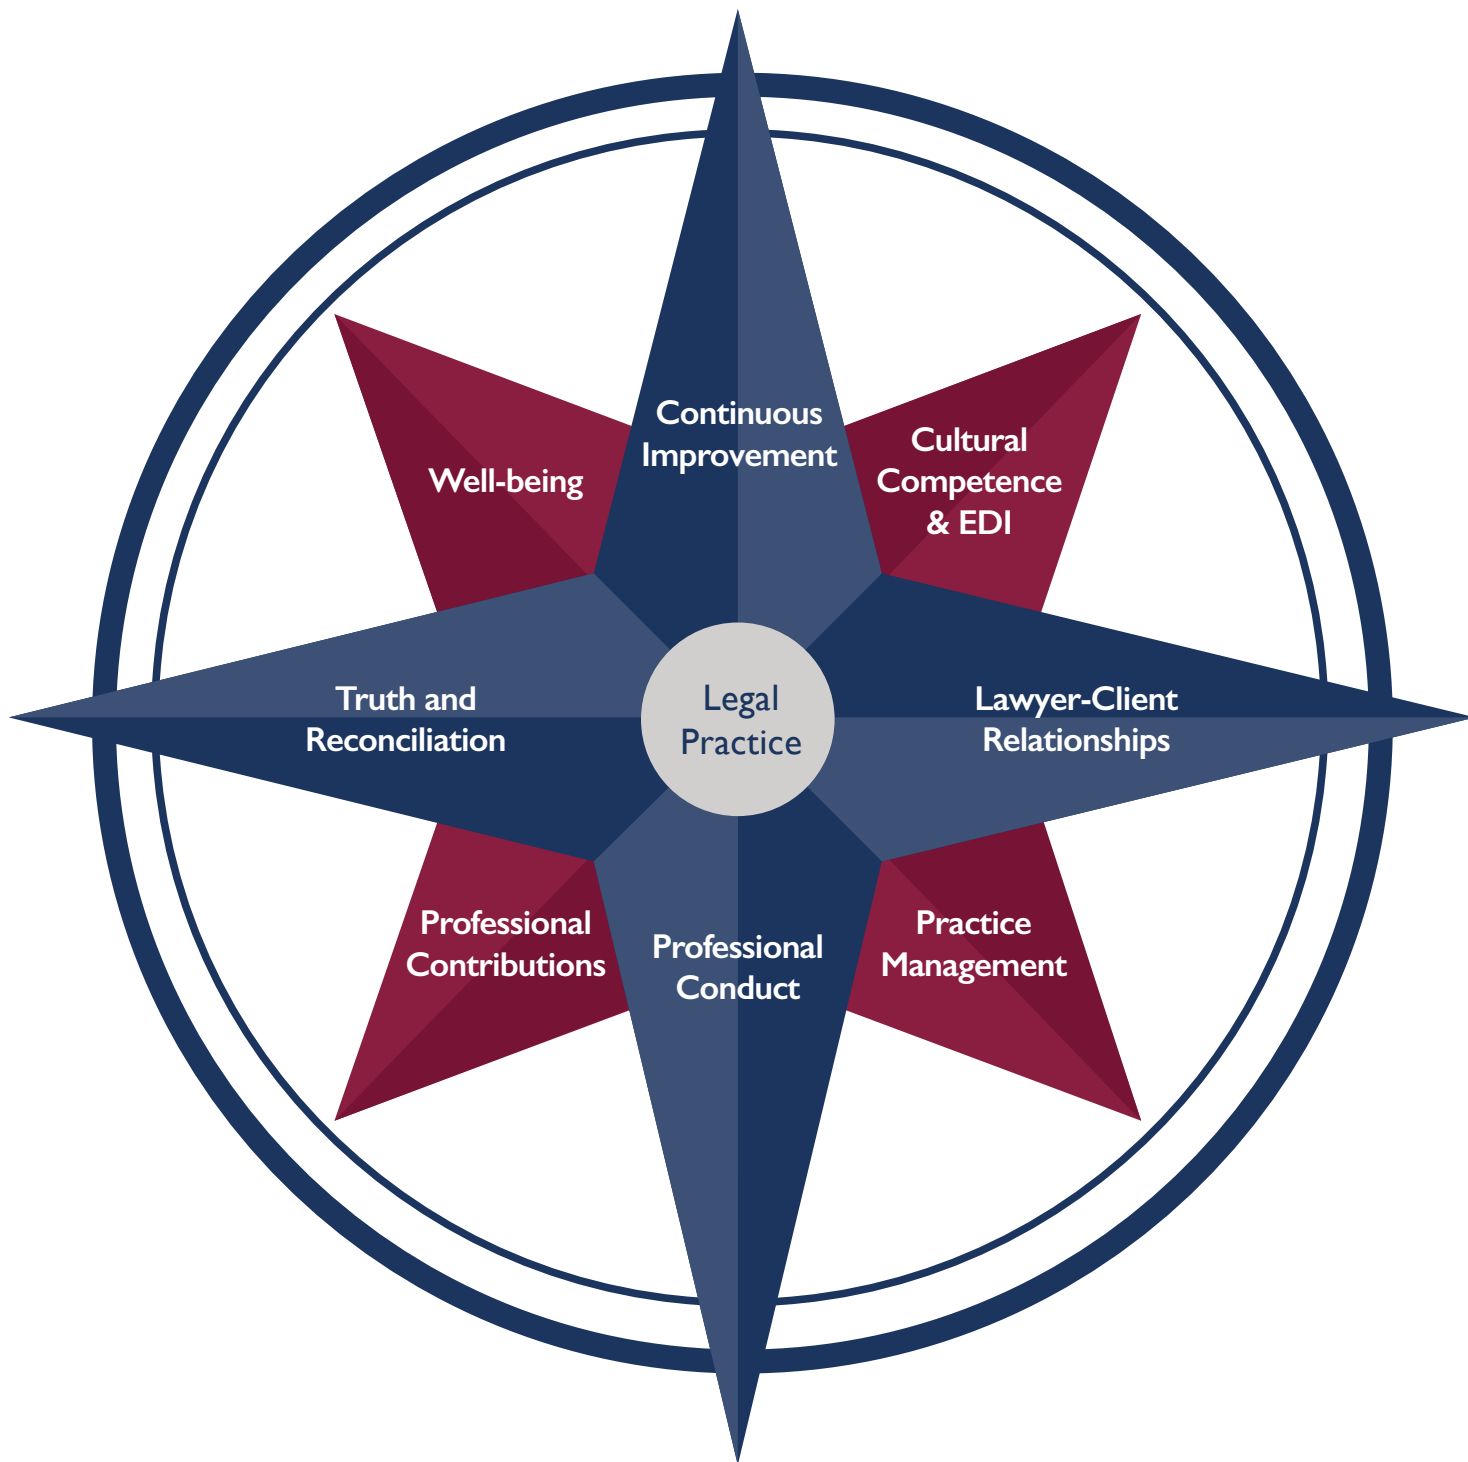 Continuous
Improvement
Cultural
Competence
& EDI
Well-being
Truth and
Reconciliation
Legal
Practice
Lawyer-Client
Relationships
Professional
Contributions
Professional
Conduct
Practice
Management